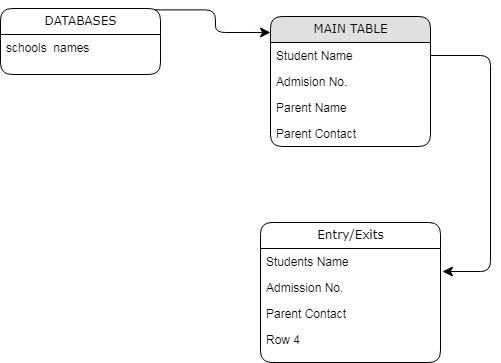 DATABASES
schools names
MAIN TABLE
Student Name
Admision No.
Parent Name
Parent Contact
Entry/Exits
Students Name
Admission No.
Parent Contact
Row 4